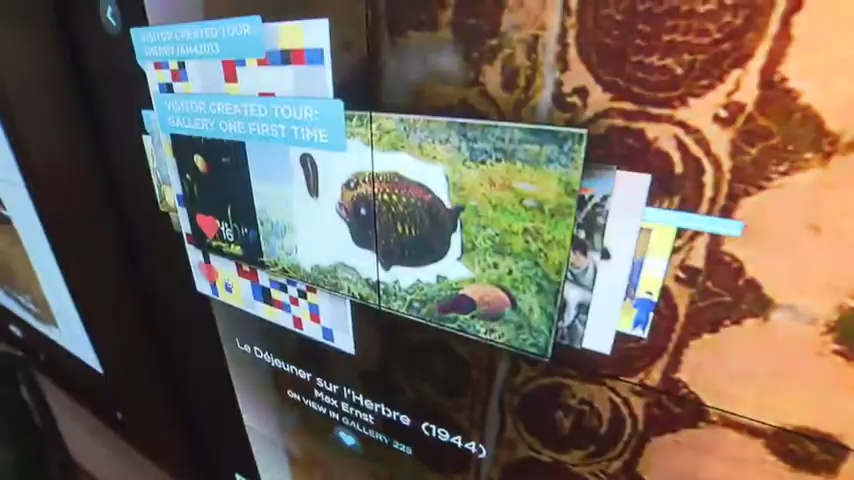 VISITOR CREATED TOUR
VISITOR CREATED TOUR:
GALLERY ONE FIRST TIME
16
Le Déjeuner sur l'Herbre (1944)
Max Ernst
ON VIEW IN GALLERY 225